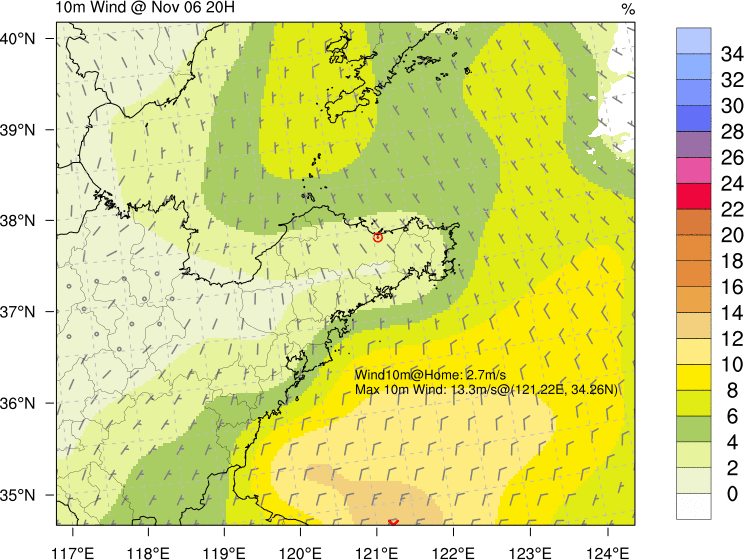 10m Wind @ Nov 06 20H
%
40°N
39°N
38°N
37°N
36°N
35°N
Wind10m@Home: 2.7m/s
Max 10m Wind: 13.3m/s@(121.22E, 34.26N)
117°E
118°E
119°E
120°E
121°E
122°E
123°E
124°E
34
32
30
28
26
24
22
20
18
16
14
12
10
8
6
4
2
0